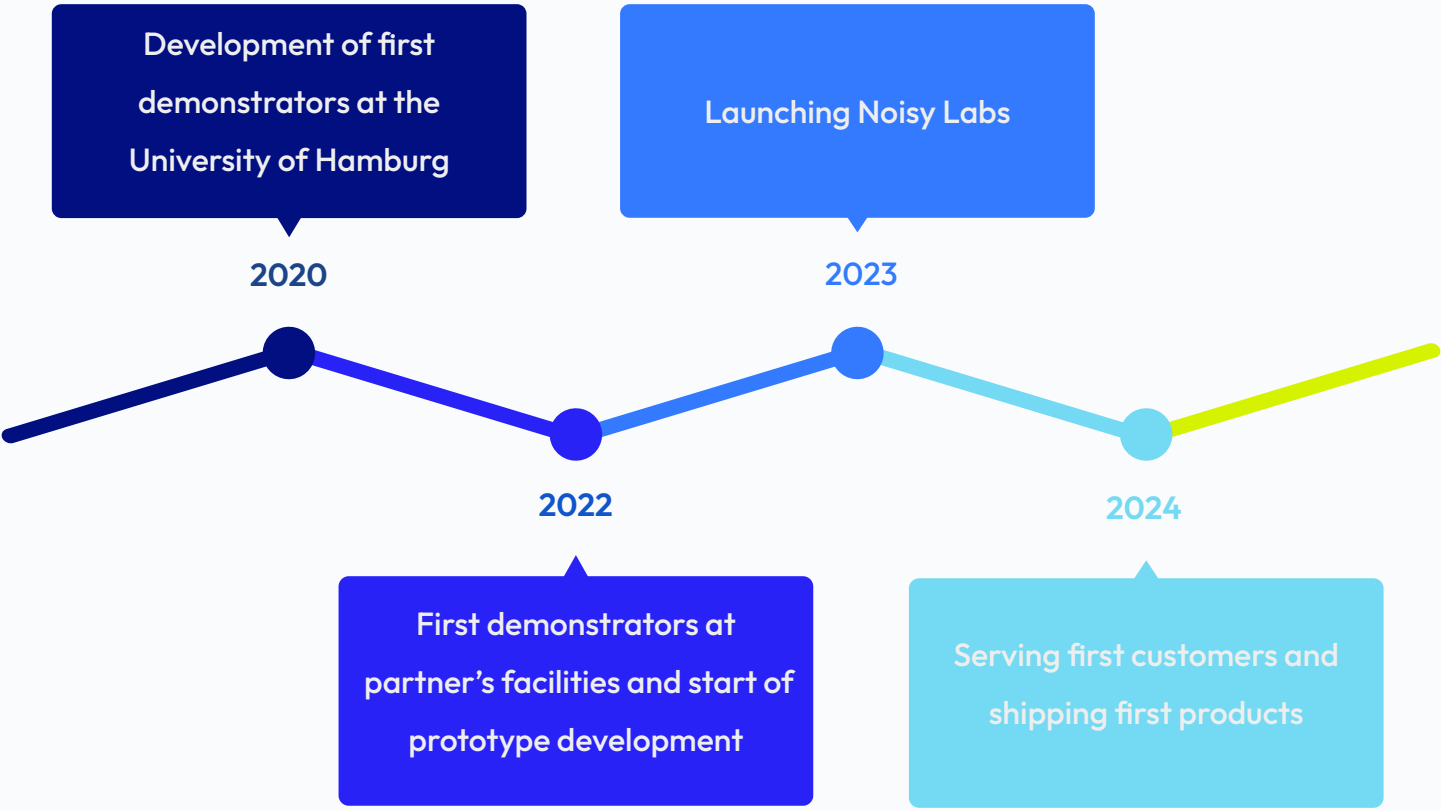 Development of first
demonstrators at the
University of Hamburg
2020
First demonstrators at
partner’s facilities and start of
prototype development
2022
Launching Noisy Labs
2023
Serving first customers and
shipping first products
2024